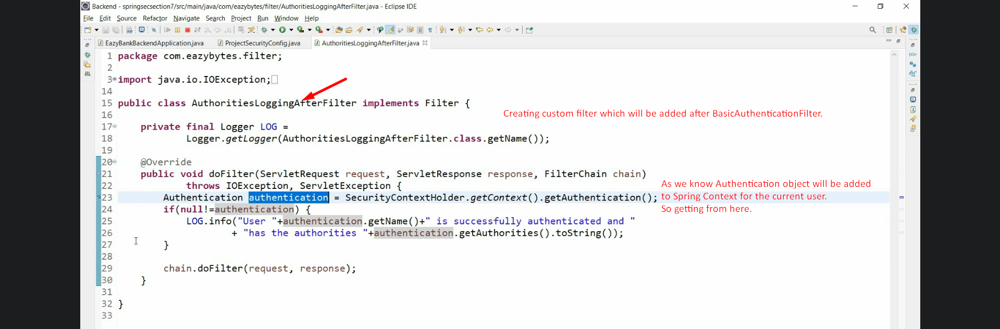 Backend - springsecsection7/src/main/java/com/eazybytes/filter/AuthoritiesLoggingAfterFilter.java - Eclipse IDE
File Edit Source Refactor Navigate Search Project Run Window Help
EazyBankBackendApplication.java ProjectSecurityConfig.java AuthoritiesLoggingAfterFilter.java
1 package com.eazybytes.filter;
2
3 import java.io.IOException;
14
15 public class AuthoritiesLoggingAfterFilter implements Filter {
16
Creating custom filter which will be added after BasicAuthenticationFilter.
17 private final Logger LOG =
18 Logger.getLogger(AuthoritiesLoggingAfterFilter.class.getName());
19
20 @Override
21 public void doFilter(ServletRequest request, ServletResponse response, FilterChain chain)
22 throws IOException, ServletException {
23 Authentication authentication = SecurityContextHolder.getContext().getAuthentication();
As we know Authentication object will be added
to Spring Context for the current user.
So getting from here.
24 if(null!=authentication) {
25 LOG.info("User "+authentication.getName()+" is successfully authenticated and "
26 + "has the authorities "+authentication.getAuthorities().toString());
27 }
28
29 chain.doFilter(request, response);
30 }
31
32 }
33